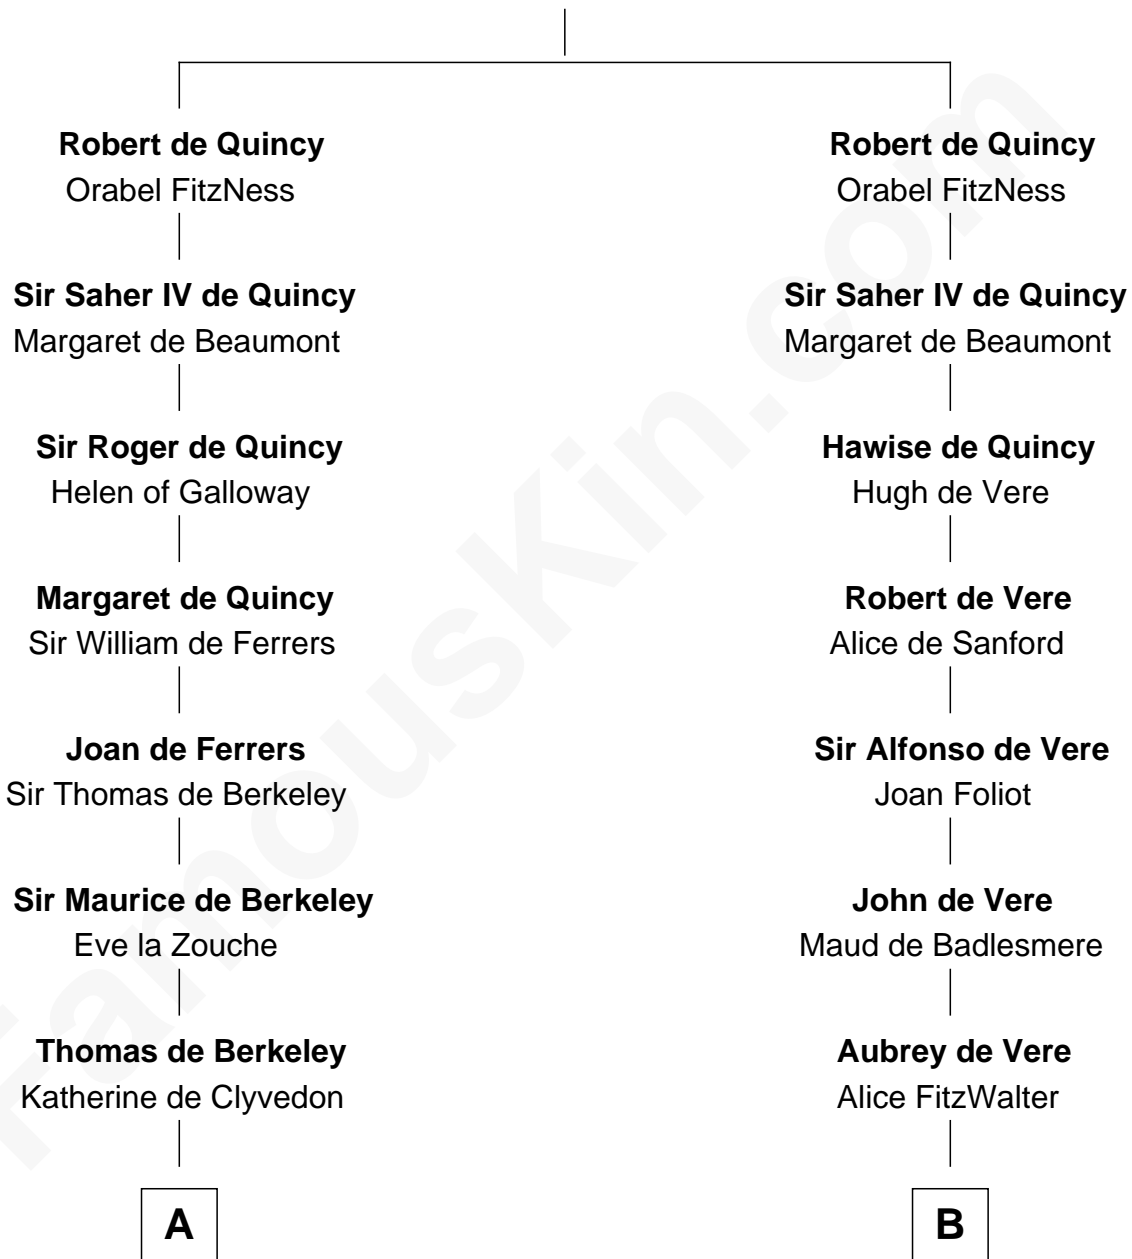 Robert de Quincy
Orabel FitzNess
Sir Saher IV de Quincy
Margaret de Beaumont
Sir Roger de Quincy
Helen of Galloway
Margaret de Quincy
Sir William de Ferrers
Joan de Ferrers
Sir Thomas de Berkeley
Sir Maurice de Berkeley
Eve la Zouche
Thomas de Berkeley
Katherine de Clyvedon
A
Robert de Quincy
Orabel FitzNess
Sir Saher IV de Quincy
Margaret de Beaumont
Hawise de Quincy
Hugh de Vere
Robert de Vere
Alice de Sanford
Sir Alfonso de Vere
Joan Foliot
John de Vere
Maud de Badlesmere
Aubrey de Vere
Alice FitzWalter
B
FamousKin.com